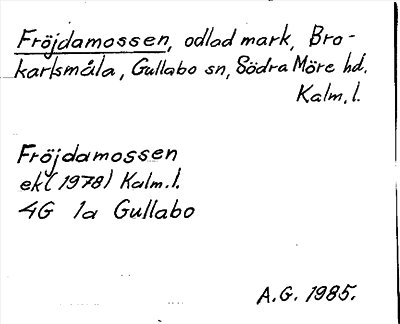 Fröjdamossen, odlad mark, Bro-
karlsmåla, Gullabo sn, Södra Möre hd.
Kalm. l.
Fröjdamossen
ek (1978) Kalm. l.
4G 1a Gullabo
A.G. 1985.